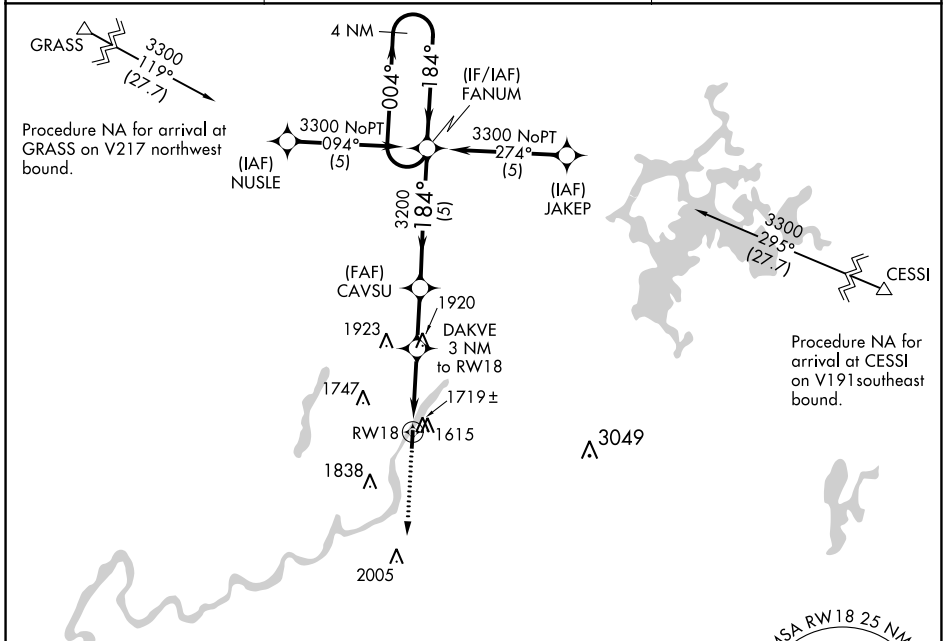 GRASS
3300
119°
(27.7)
Procedure NA for arrival at
GRASS on V217 northwest
bound.
4 NM
004°
184°
(IF/IAF)
FANUM
3300 NoPT
094°
(5)
(IAF)
NUSLE
3300 NoPT
274°
(5)
(IAF)
JAKEP
3200
184°
(5)
3300
295°
(27.7)
CESSI
Procedure NA for
arrival at CESSI
on V191southeast
bound.
(FAF)
CAVSU
1920
1923
DAKVE
3 NM
to RW18
1747
1719 ±
RW18
1615
3049
1838
2005
MSA RW18 25 NM